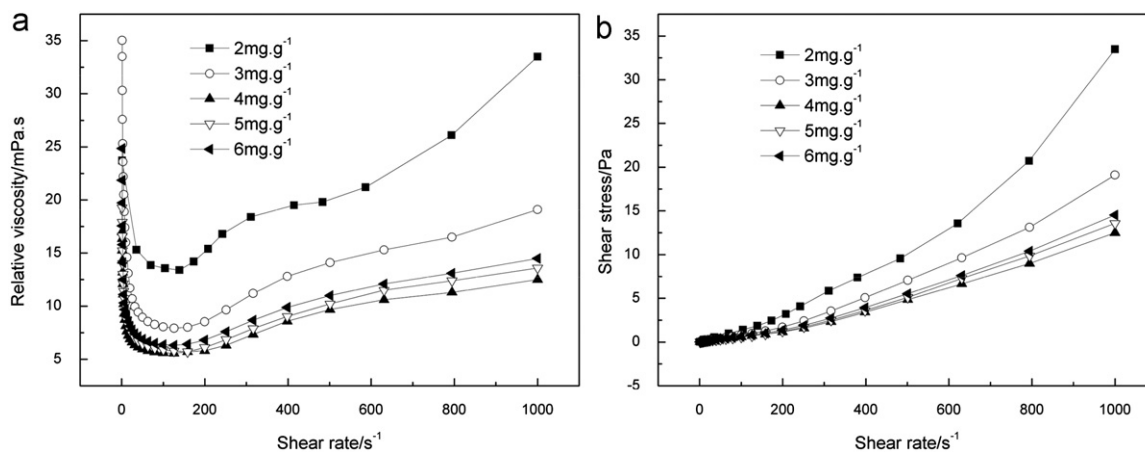 a
35
30
25
20
15
10
5
0 200 400 600 800 1000
Relative viscosity/mPa.s
Shear rate/s⁻¹
2mg.g⁻¹
3mg.g⁻¹
4mg.g⁻¹
5mg.g⁻¹
6mg.g⁻¹
b
35
30
25
20
15
10
5
0
-5
0 200 400 600 800 1000
Shear stress/Pa
Shear rate/s⁻¹
2mg.g⁻¹
3mg.g⁻¹
4mg.g⁻¹
5mg.g⁻¹
6mg.g⁻¹